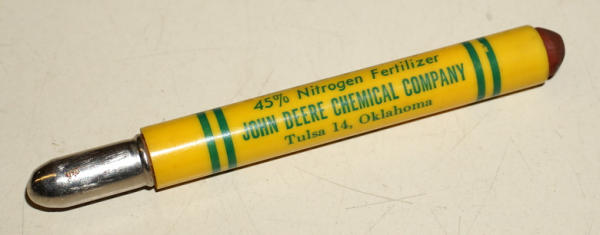 45% Nitrogen Fertilizer
JOHN DEERE CHEMICAL COMPANY
Tulsa 14, Oklahoma